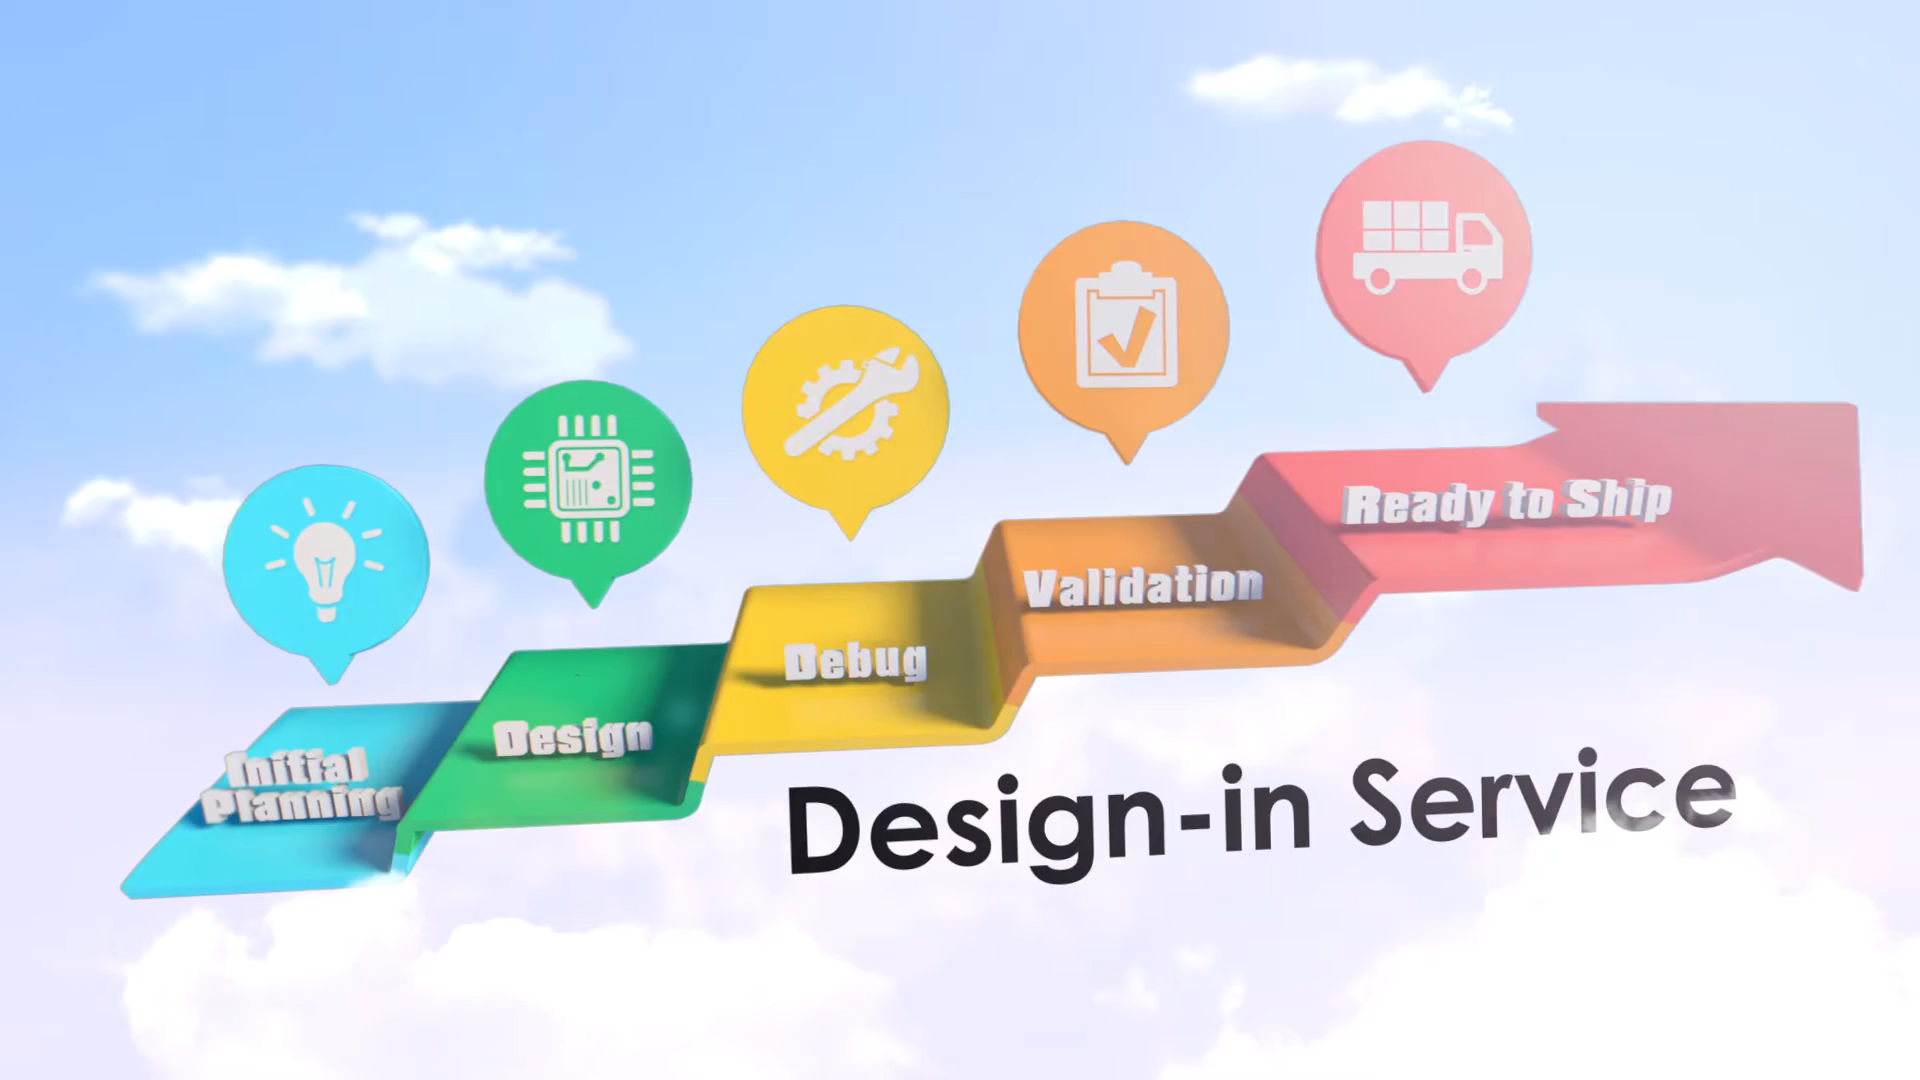 Initial
Planning
Design
Debug
Validation
Ready to Ship
Design-in Service